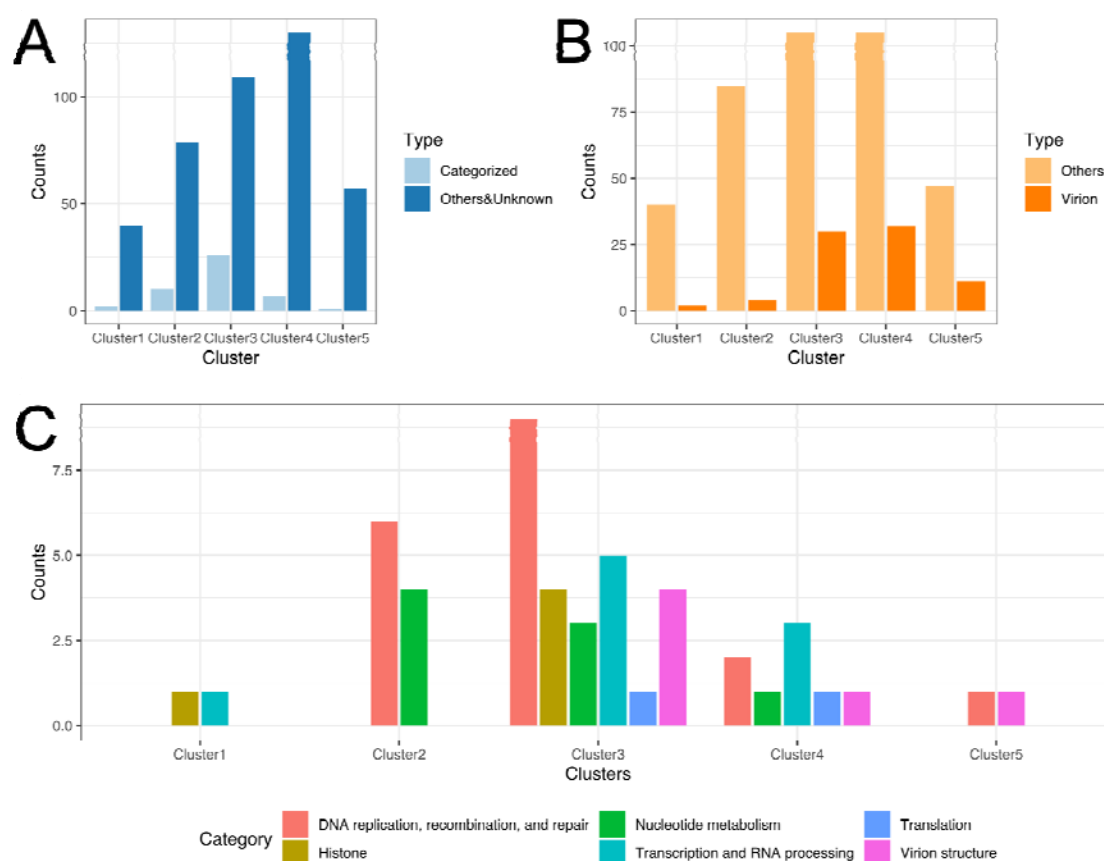 A
100
50
0
Counts
Cluster1 Cluster2 Cluster3 Cluster4 Cluster5
Cluster
Type
Categorized
Others&Unknown
B
100
75
50
25
0
Counts
Cluster1 Cluster2 Cluster3 Cluster4 Cluster5
Cluster
Type
Others
Virion
C
7.5
5.0
2.5
0.0
Counts
Cluster1 Cluster2 Cluster3 Cluster4 Cluster5
Clusters
Category
DNA replication, recombination, and repair
Nucleotide metabolism
Translation
Histone
Transcription and RNA processing
Virion structure